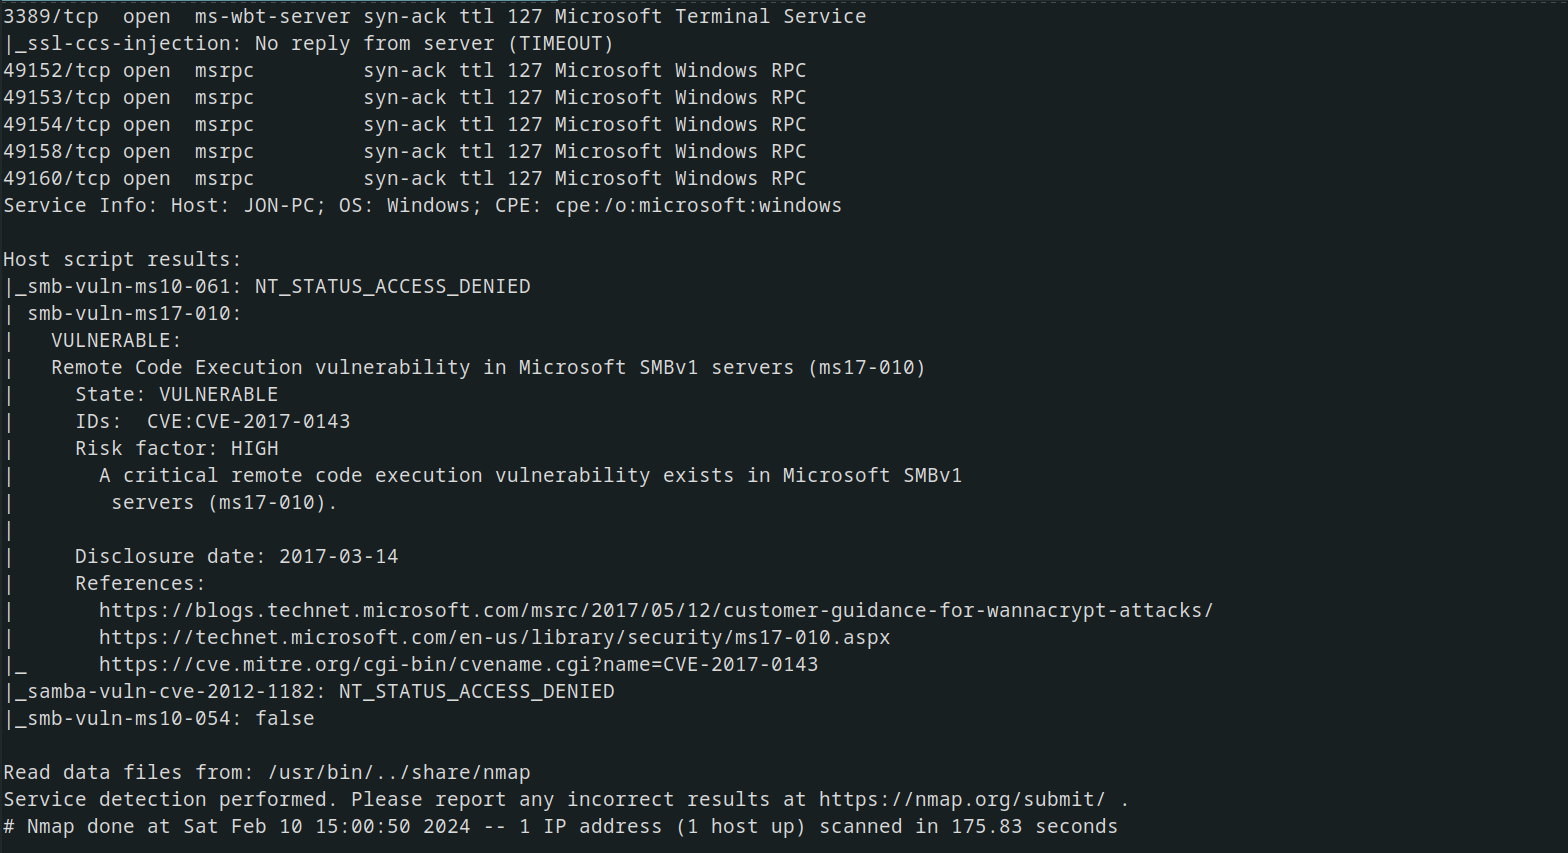 3389/tcp  open  ms-wbt-server syn-ack ttl 127 Microsoft Terminal Service
|_ssl-ccs-injection: No reply from server (TIMEOUT)
49152/tcp open  msrpc         syn-ack ttl 127 Microsoft Windows RPC
49153/tcp open  msrpc         syn-ack ttl 127 Microsoft Windows RPC
49154/tcp open  msrpc         syn-ack ttl 127 Microsoft Windows RPC
49158/tcp open  msrpc         syn-ack ttl 127 Microsoft Windows RPC
49160/tcp open  msrpc         syn-ack ttl 127 Microsoft Windows RPC
Service Info: Host: JON-PC; OS: Windows; CPE: cpe:/o:microsoft:windows

Host script results:
|_smb-vuln-ms10-061: NT_STATUS_ACCESS_DENIED
| smb-vuln-ms17-010:
|   VULNERABLE:
|   Remote Code Execution vulnerability in Microsoft SMBv1 servers (ms17-010)
|     State: VULNERABLE
|     IDs:  CVE:CVE-2017-0143
|     Risk factor: HIGH
|       A critical remote code execution vulnerability exists in Microsoft SMBv1
|        servers (ms17-010).
|
|     Disclosure date: 2017-03-14
|     References:
|       https://blogs.technet.microsoft.com/msrc/2017/05/12/customer-guidance-for-wannacrypt-attacks/
|       https://technet.microsoft.com/en-us/library/security/ms17-010.aspx
|_      https://cve.mitre.org/cgi-bin/cvename.cgi?name=CVE-2017-0143
|_samba-vuln-cve-2012-1182: NT_STATUS_ACCESS_DENIED
|_smb-vuln-ms10-054: false

Read data files from: /usr/bin/../share/nmap
Service detection performed. Please report any incorrect results at https://nmap.org/submit/ .
# Nmap done at Sat Feb 10 15:00:50 2024 -- 1 IP address (1 host up) scanned in 175.83 seconds